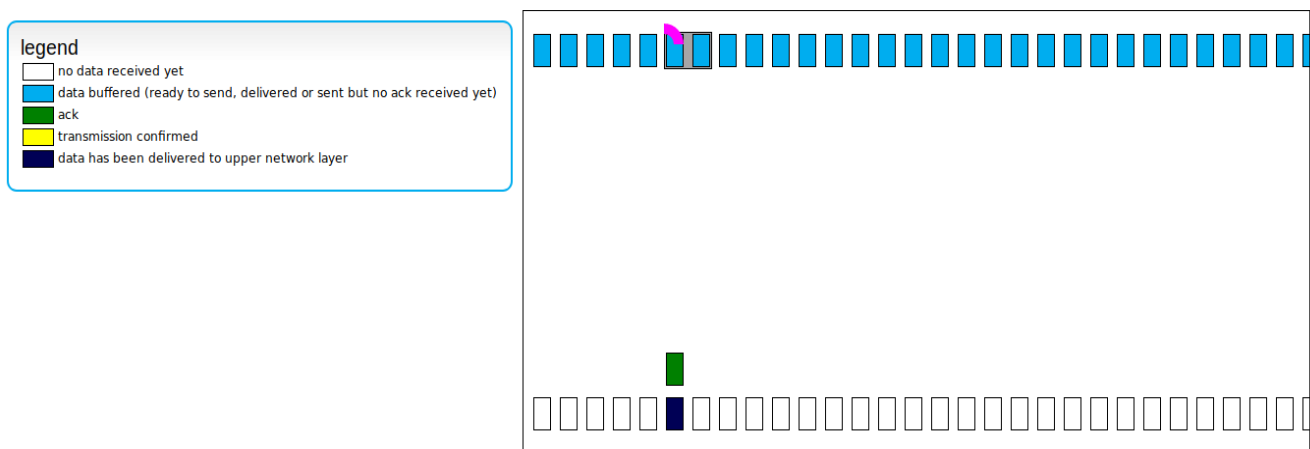 legend
no data received yet
data buffered (ready to send, delivered or sent but no ack received yet)
ack
transmission confirmed
data has been delivered to upper network layer